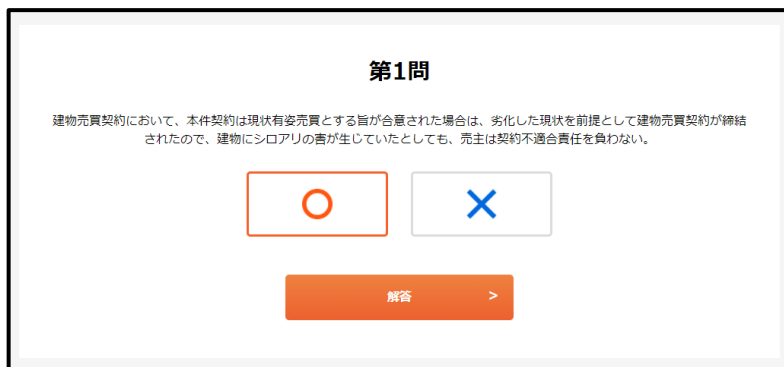 第1問
建物売買契約において、本件契約は現状有姿売買とする旨が合意された場合は、劣化した現状を前提として建物売買契約が締結
されたので、建物にシロアリの害が生じていたとしても、売主は契約不適合責任を負わない。
解答 >